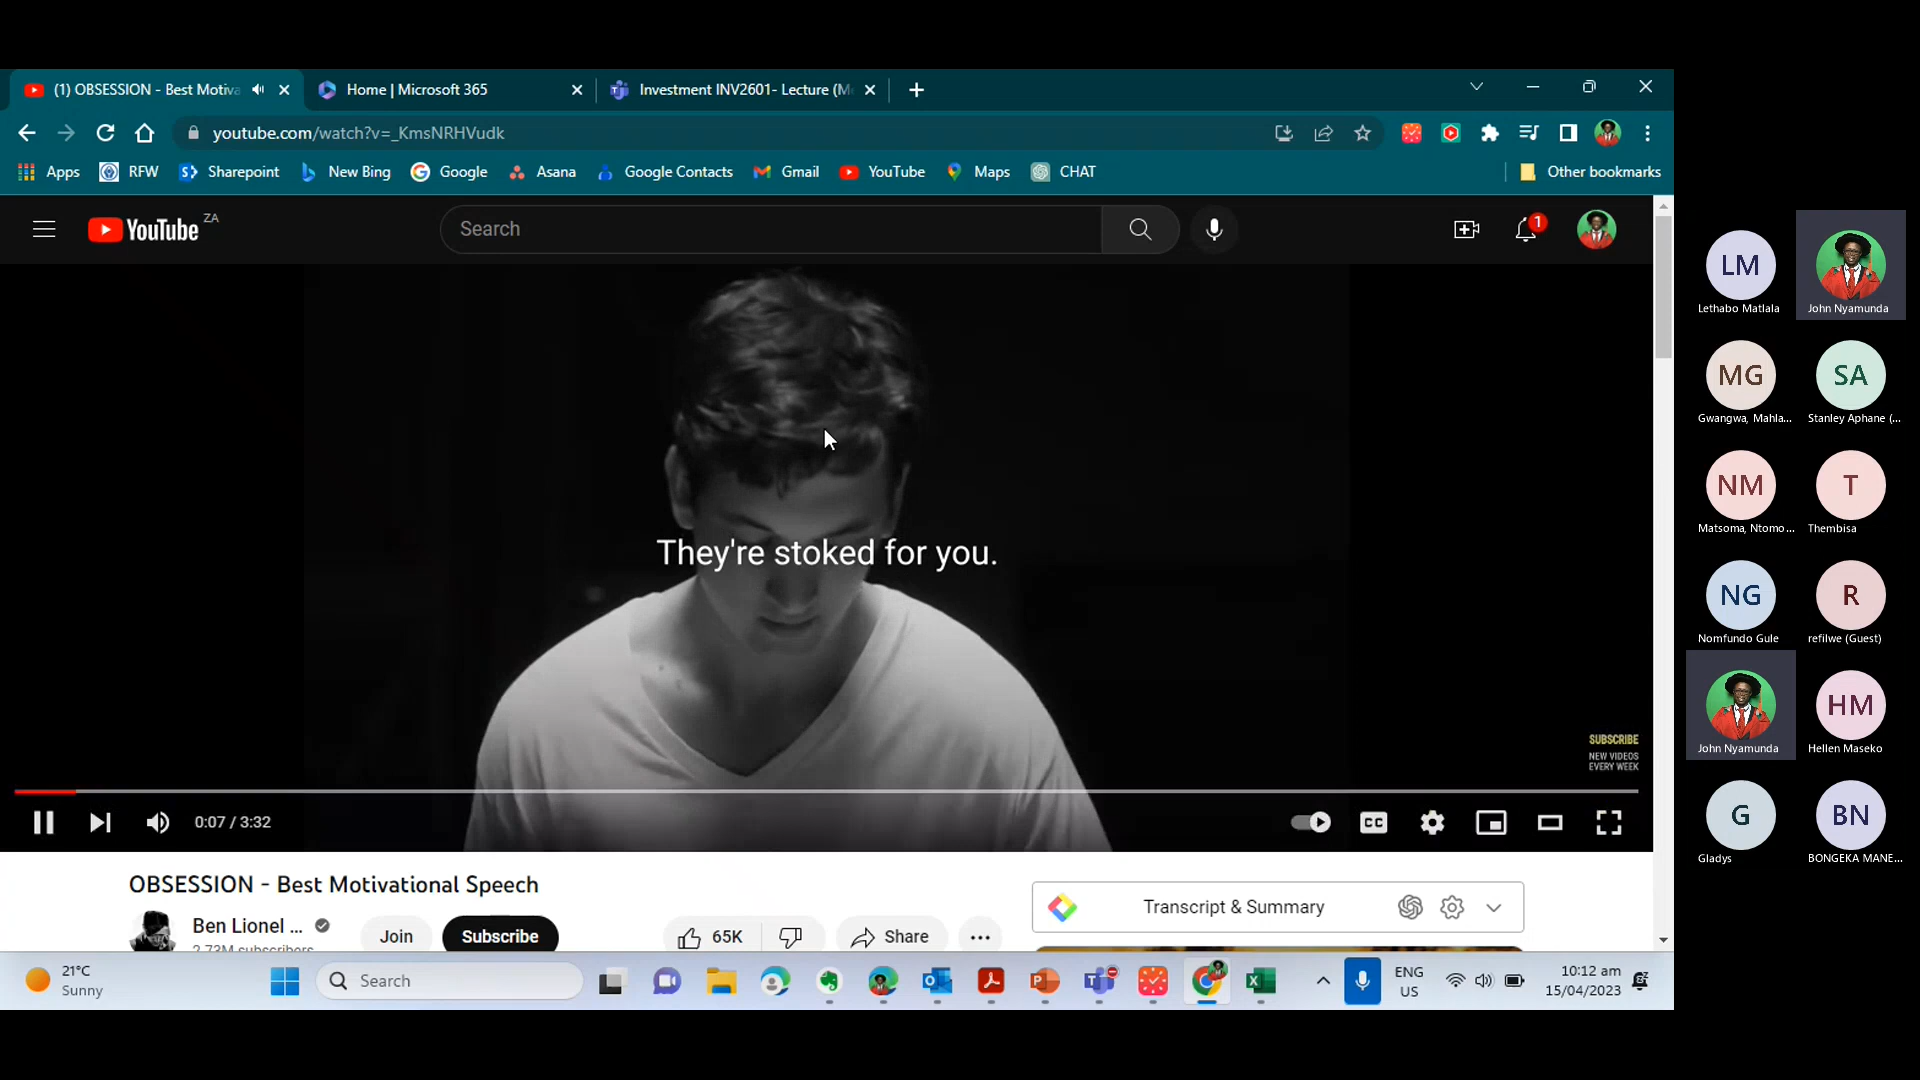 (1) OBSESSION - Best Motiva
Home | Microsoft 365
Investment INV2601- Lecture (M
youtube.com/watch?v=_KmsNRHVudk
Apps
RFW
Sharepoint
New Bing
Google
Asana
Google Contacts
Gmail
YouTube
Maps
CHAT
Other bookmarks
YouTube ZA
Search
1
They're stoked for you.
SUBSCRIBE
NEW VIDEOS
EVERY WEEK
0:07 / 3:32
CC
OBSESSION - Best Motivational Speech
Ben Lionel ...
2.73M subscribers
Join
Subscribe
65K
Share
Transcript & Summary
21°C
Sunny
Search
ENG
US
10:12 am
15/04/2023
LM
Lethabo Matlala
John Nyamunda
MG
Gwangwa, Mahla...
SA
Stanley Aphane (...
NM
Matsoma, Ntomo...
T
Thembisa
NG
Nomfundo Gule
R
refilwe (Guest)
John Nyamunda
HM
Hellen Maseko
G
Gladys
BN
BONGEKA MANE...